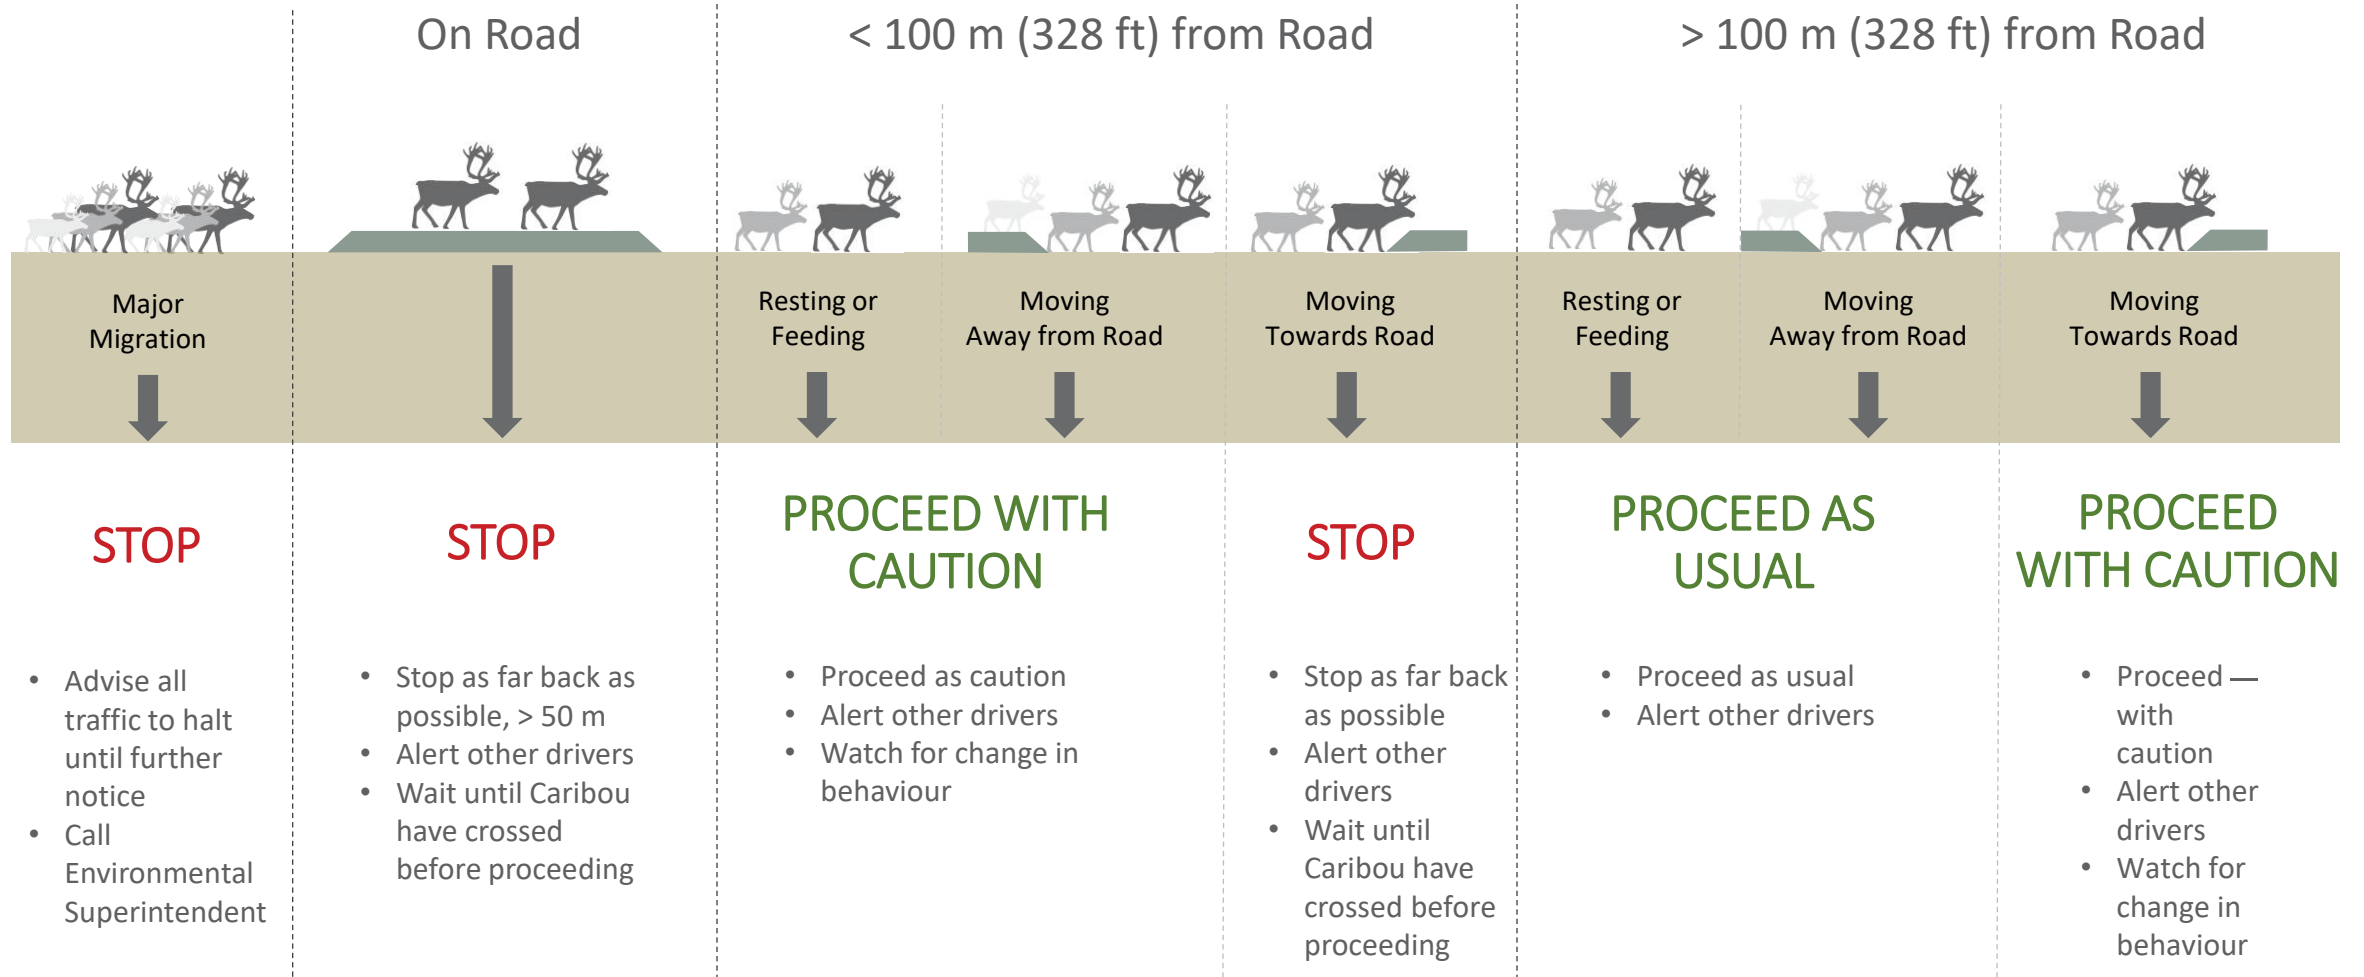 On Road
< 100 m (328 ft) from Road
> 100 m (328 ft) from Road
Major
Migration
Resting or
Feeding
Moving
Away from Road
Moving
Towards Road
Resting or
Feeding
Moving
Away from Road
Moving
Towards Road
STOP
STOP
PROCEED WITH
CAUTION
STOP
PROCEED AS
USUAL
PROCEED
WITH CAUTION
• Advise all
traffic to halt
until further
notice
• Call
Environmental
Superintendent
• Stop as far back as
possible, > 50 m
• Alert other drivers
• Wait until Caribou
have crossed
before proceeding
• Proceed as caution
• Alert other drivers
• Watch for change in
behaviour
• Stop as far back
as possible
• Alert other
drivers
• Wait until
Caribou have
crossed before
proceeding
• Proceed as usual
• Alert other drivers
• Proceed —
with
caution
• Alert other
drivers
• Watch for
change in
behaviour